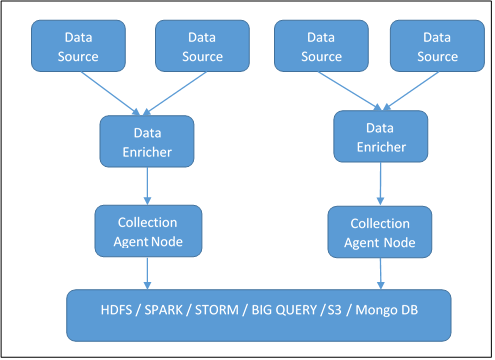 Data
Source
Data
Source
Data
Source
Data
Source
Data
Enricher
Data
Enricher
Collection
Agent Node
Collection
Agent Node
HDFS / SPARK / STORM / BIG QUERY / S3 / Mongo DB